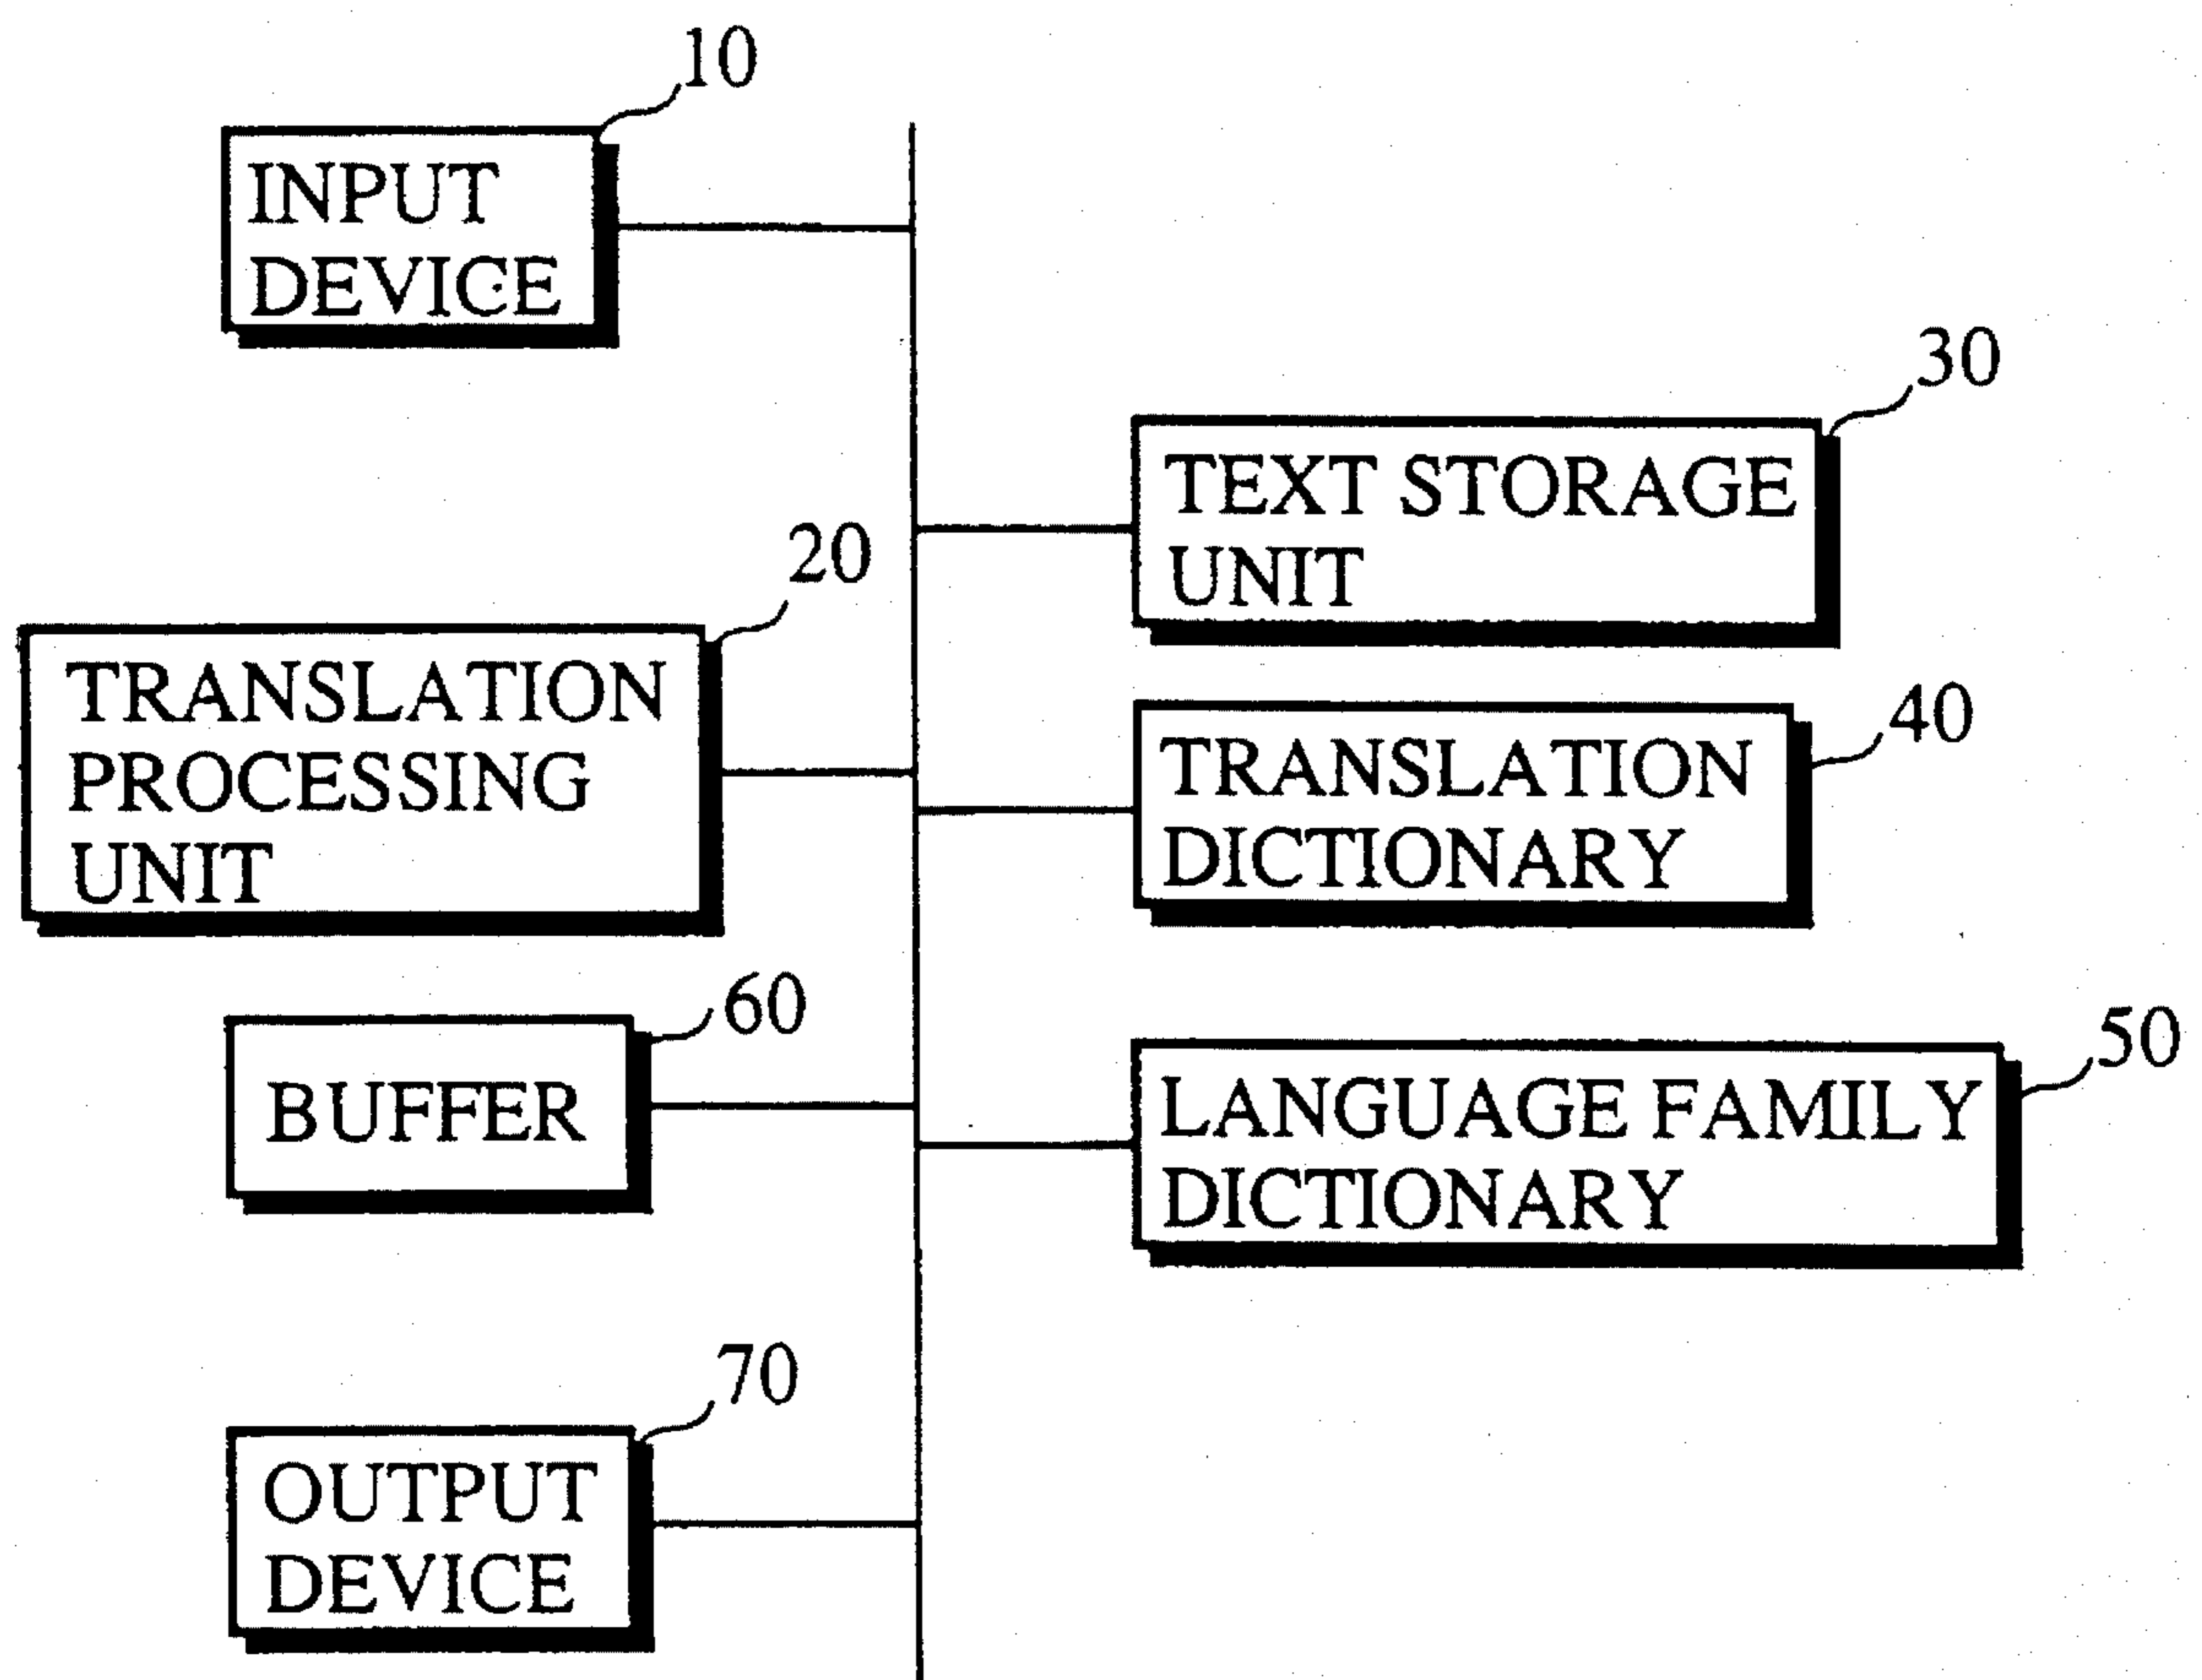 10
INPUT
DEVICE
30
TEXT STORAGE
UNIT
20
TRANSLATION
PROCESSING
UNIT
40
TRANSLATION
DICTIONARY
60
BUFFER
50
LANGUAGE FAMILY
DICTIONARY
70
OUTPUT
DEVICE